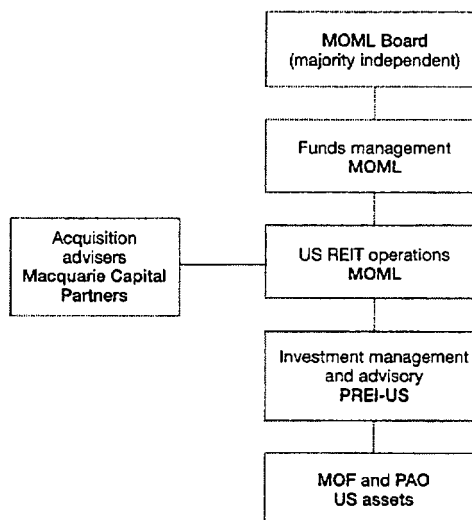 MOML Board
(majority independent)
Funds management
MOML
Acquisition
advisers
Macquarie Capital
Partners
US REIT operations
MOML
Investment management
and advisory
PREI-US
MOF and PAO
US assets